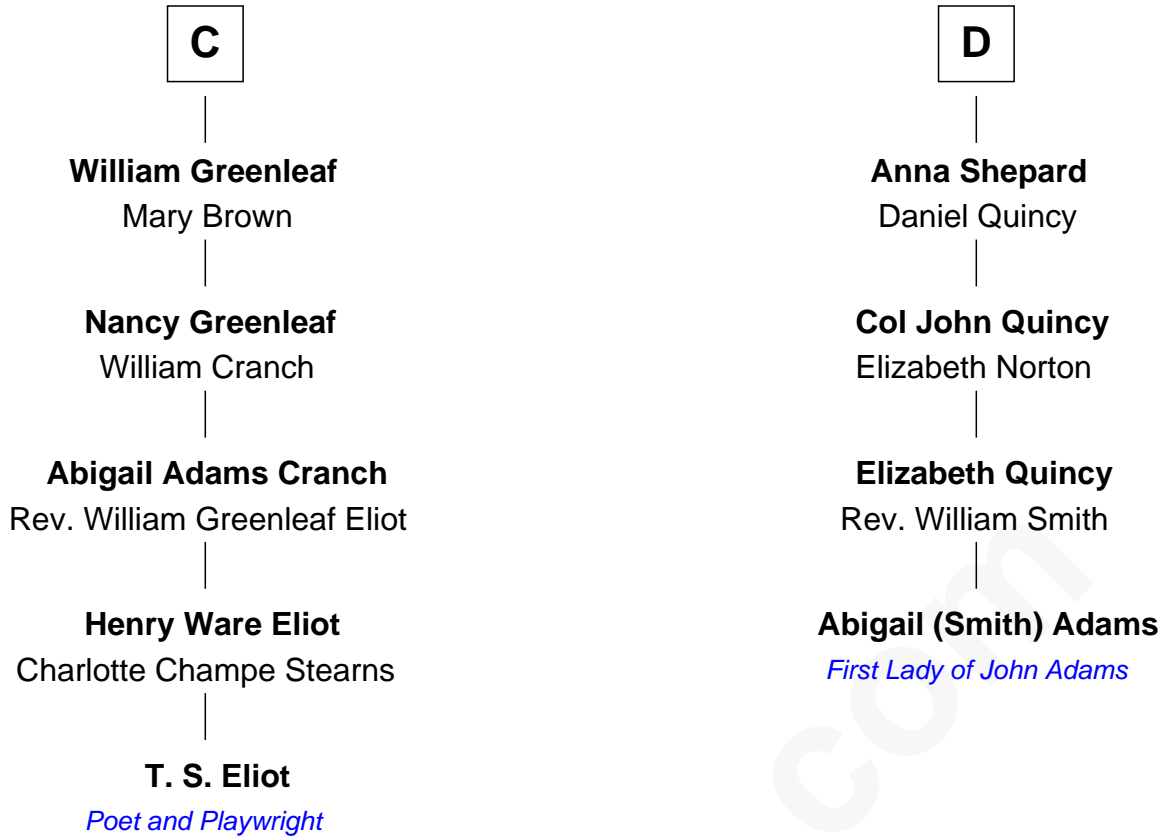 C
William Greenleaf
Mary Brown
Nancy Greenleaf
William Cranch
Abigail Adams Cranch
Rev. William Greenleaf Eliot
Henry Ware Eliot
Charlotte Champe Stearns
T. S. Eliot
Poet and Playwright
D
Anna Shepard
Daniel Quincy
Col John Quincy
Elizabeth Norton
Elizabeth Quincy
Rev. William Smith
Abigail (Smith) Adams
First Lady of John Adams
com